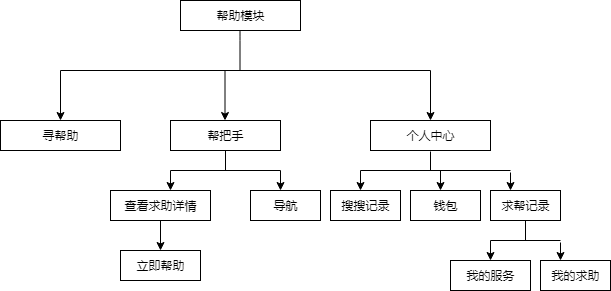 帮助模块
寻帮助
帮把手
个人中心
查看求助详情
导航
搜搜记录
钱包
求帮记录
立即帮助
我的服务
我的求助